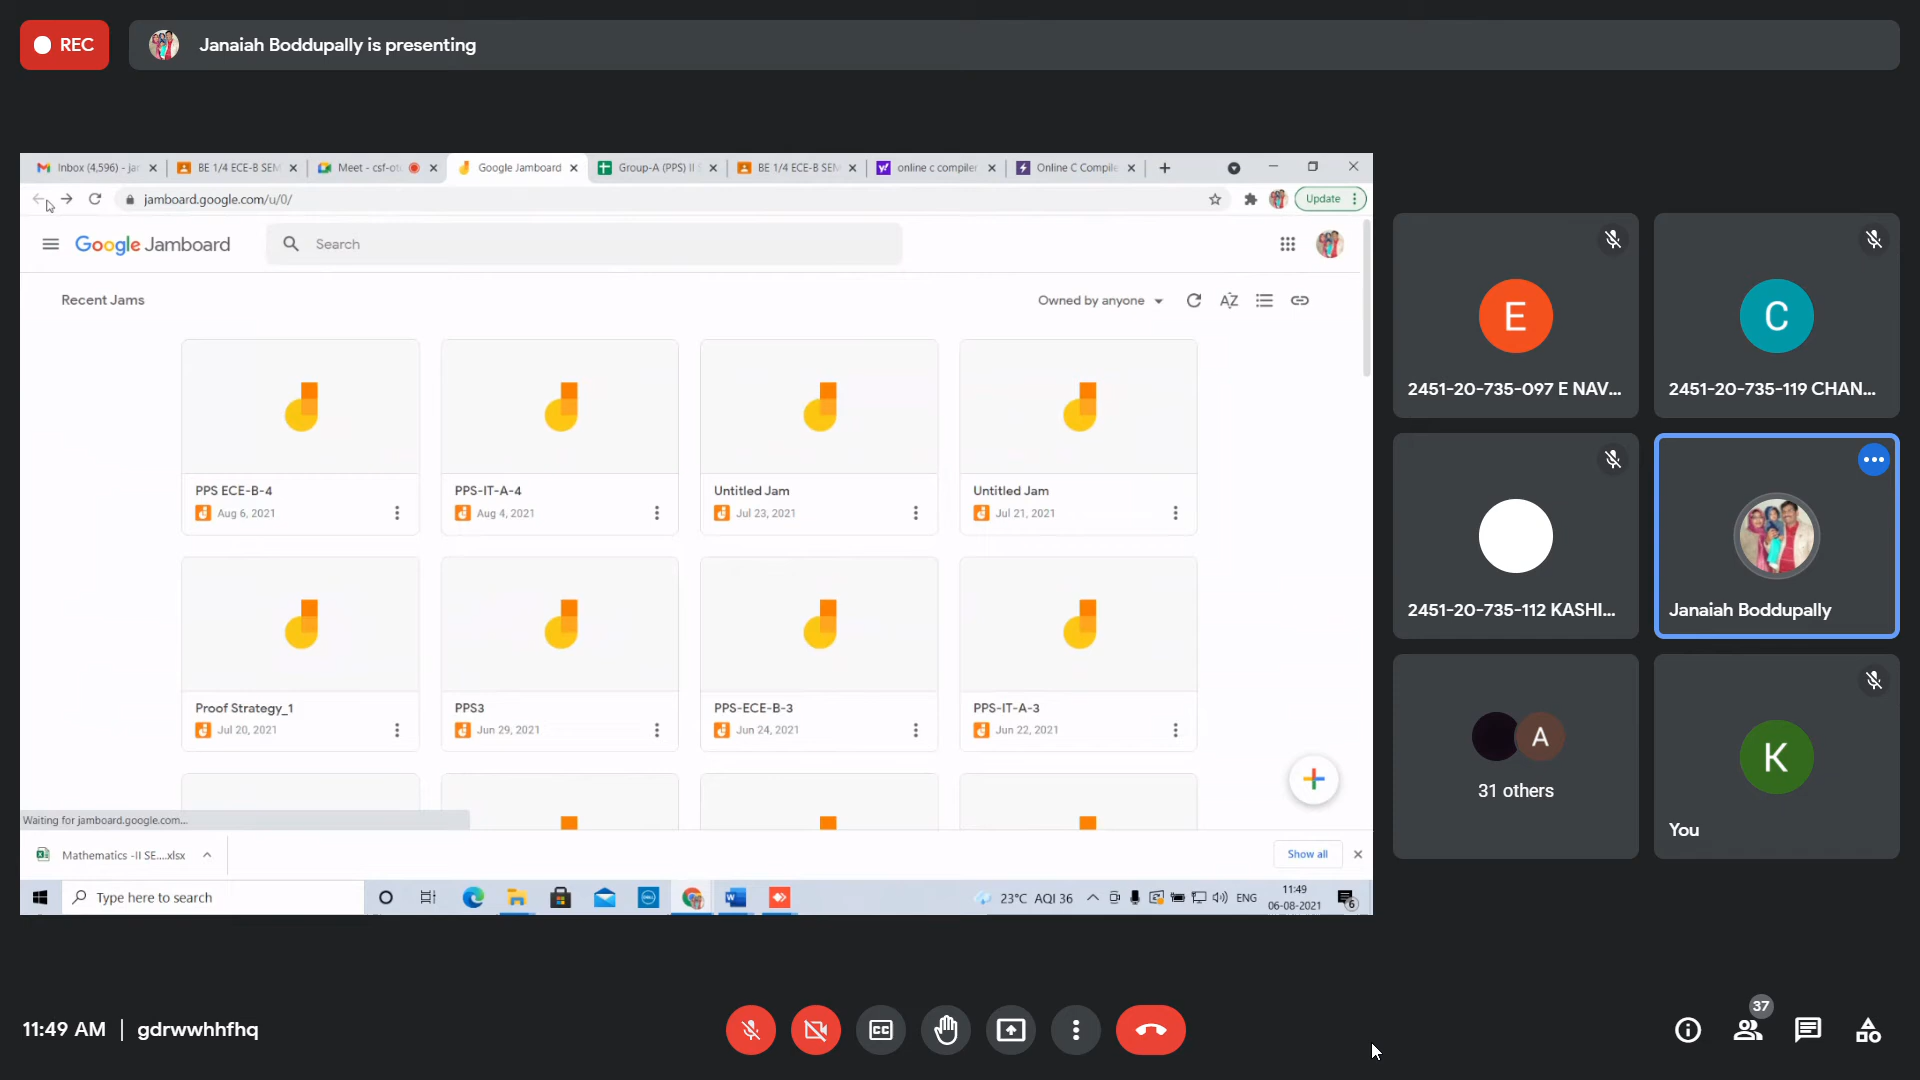 REC
Janaiah Boddupally is presenting
Inbox (4,596) - jan
BE 1/4 ECE-B SEM
Meet - csf-otu
Google Jamboard
Group-A (PPS) II S
BE 1/4 ECE-B SEM
online c compiler
Online C Compile
jamboard.google.com/u/0/
Update
Google Jamboard
Search
Recent Jams
Owned by anyone
AZ
PPS ECE-B-4
Aug 6, 2021
PPS-IT-A-4
Aug 4, 2021
Untitled Jam
Jul 23, 2021
Untitled Jam
Jul 21, 2021
Proof Strategy_1
Jul 20, 2021
PPS3
Jun 29, 2021
PPS-ECE-B-3
Jun 24, 2021
PPS-IT-A-3
Jun 22, 2021
Waiting for jamboard.google.com...
Mathematics -II SE....xlsx
Show all
Type here to search
23°C AQI 36
ENG
11:49
06-08-2021
6
E
2451-20-735-097 E NAV...
C
2451-20-735-119 CHAN...
2451-20-735-112 KASHI...
Janaiah Boddupally
A
31 others
K
You
11:49 AM | gdrwwhhfhq
CC
37